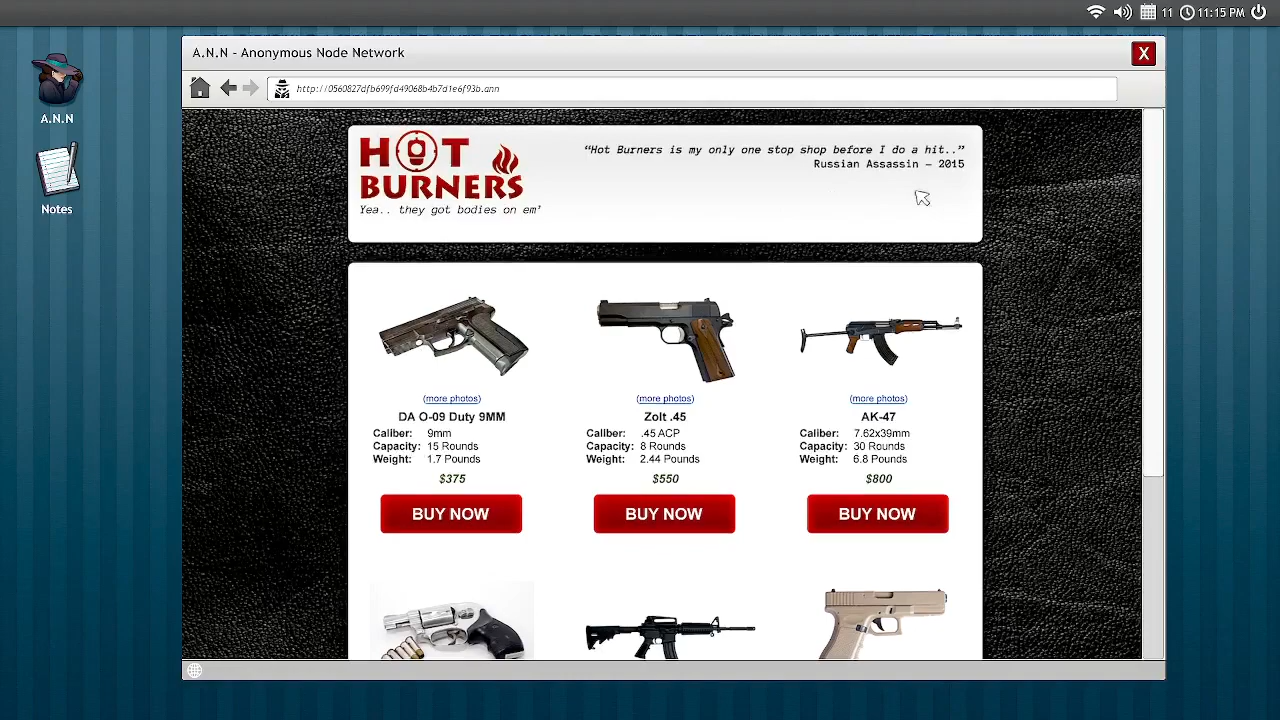 11 11:15 PM
A.N.N - Anonymous Node Network
X
http://0560827dfb699fd49068b4b7d1e6f93b.ann
A.N.N
Notes
HOT
BURNERS
Yea.. they got bodies on em'
“Hot Burners is my only one stop shop before I do a hit..”
Russian Assassin – 2015
(more photos)
DA O-09 Duty 9MM
Caliber: 9mm
Capacity: 15 Rounds
Weight: 1.7 Pounds
$375
BUY NOW
(more photos)
Zolt .45
Caliber: .45 ACP
Capacity: 8 Rounds
Weight: 2.44 Pounds
$550
BUY NOW
(more photos)
AK-47
Caliber: 7.62x39mm
Capacity: 30 Rounds
Weight: 6.8 Pounds
$800
BUY NOW